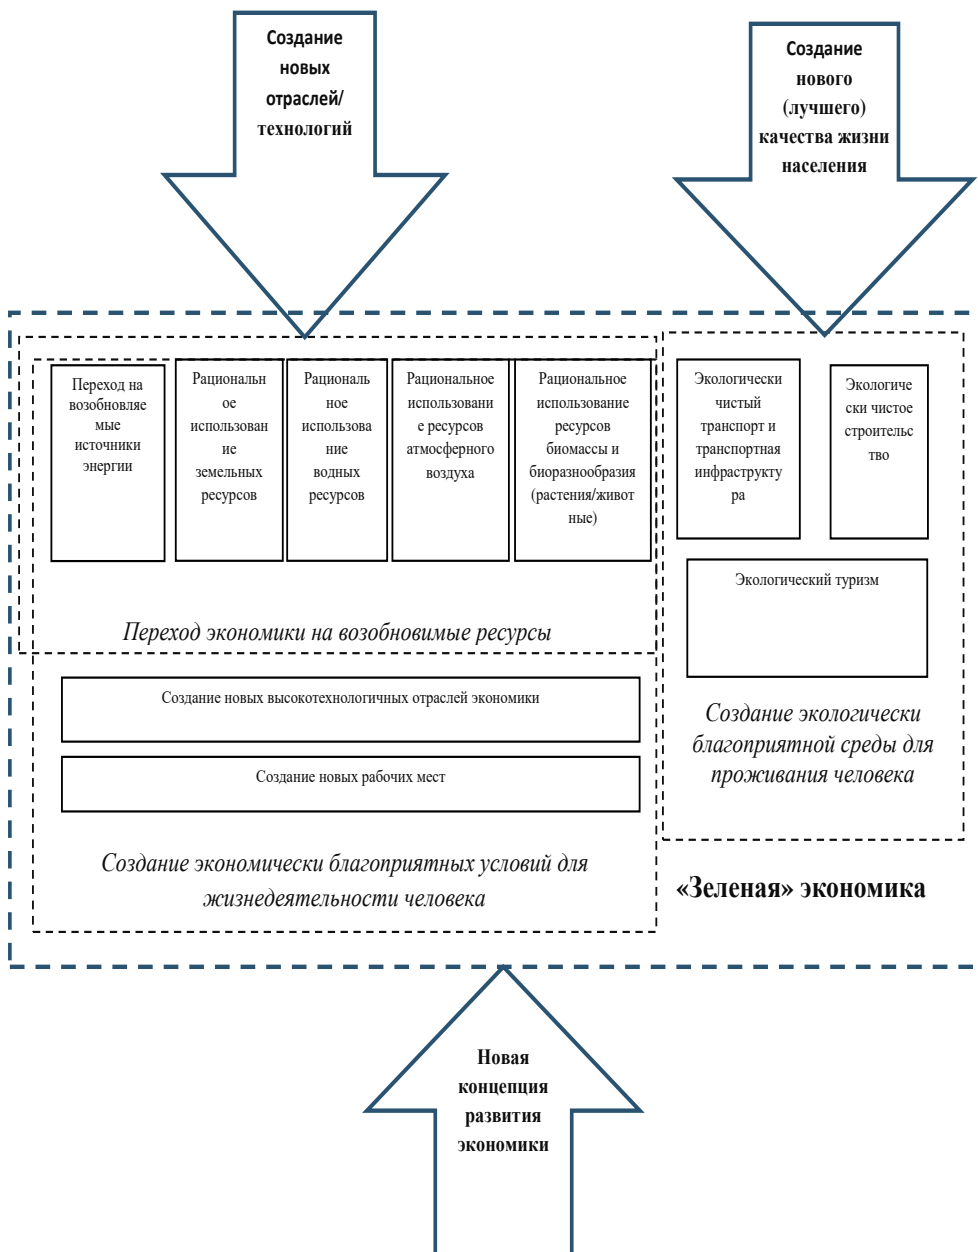 Создание
новых
отраслей/
технологий
Создание
нового
(лучшего)
качества жизни
населения
Переход на
возобновляе
мые
источники
энергии
Рациональн
ое
использован
ие
земельных
ресурсов
Рациональ
ное
использова
ние
водных
ресурсов
Рациональное
использовани
е ресурсов
атмосферного
воздуха
Рациональное
использование
ресурсов
биомассы и
биоразнообразия
(растения/живот
ные)
Экологически
чистый
транспорт и
транспортная
инфраструкту
ра
Экологиче
ски чистое
строительс
тво
Экологический туризм
Переход экономики на возобновимые ресурсы
Создание новых высокотехнологичных отраслей экономики
Создание новых рабочих мест
Создание экологически
благоприятной среды для
проживания человека
Создание экономически благоприятных условий для
жизнедеятельности человека
«Зеленая» экономика
Новая
концепция
развития
экономики